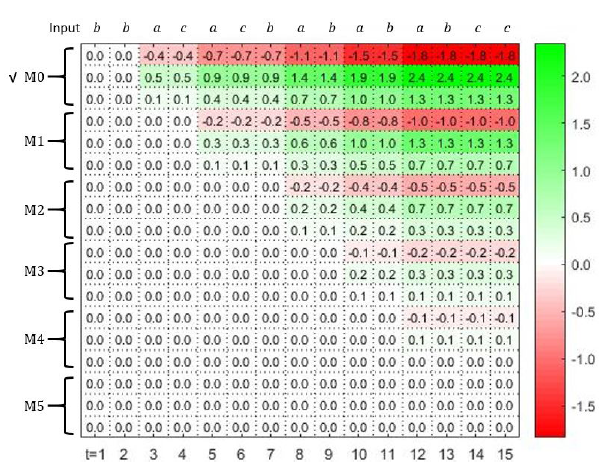 Input b b a c a c b a b a b a b c c
0.0 0.0 -0.4 -0.4 -0.7 -0.7 -0.7 -1.1 -1.1 -1.5 -1.5 -1.8 -1.8 -1.8 -1.8
√ M0 0.0 0.0 0.5 0.5 0.9 0.9 0.9 1.4 1.4 1.9 1.9 2.4 2.4 2.4 2.4
0.0 0.0 0.1 0.1 0.4 0.4 0.4 0.7 0.7 1.0 1.0 1.3 1.3 1.3 1.3
0.0 0.0 0.0 0.0 -0.2 -0.2 -0.2 -0.5 -0.5 -0.8 -0.8 -1.0 -1.0 -1.0 -1.0
M1 0.0 0.0 0.0 0.0 0.3 0.3 0.3 0.6 0.6 1.0 1.0 1.3 1.3 1.3 1.3
0.0 0.0 0.0 0.0 0.1 0.1 0.1 0.3 0.3 0.5 0.5 0.7 0.7 0.7 0.7
0.0 0.0 0.0 0.0 0.0 0.0 0.0 -0.2 -0.2 -0.4 -0.4 -0.5 -0.5 -0.5 -0.5
M2 0.0 0.0 0.0 0.0 0.0 0.0 0.0 0.2 0.2 0.4 0.4 0.7 0.7 0.7 0.7
0.0 0.0 0.0 0.0 0.0 0.0 0.0 0.1 0.1 0.2 0.2 0.3 0.3 0.3 0.3
0.0 0.0 0.0 0.0 0.0 0.0 0.0 0.0 0.0 -0.1 -0.1 -0.2 -0.2 -0.2 -0.2
M3 0.0 0.0 0.0 0.0 0.0 0.0 0.0 0.0 0.0 0.2 0.2 0.3 0.3 0.3 0.3
0.0 0.0 0.0 0.0 0.0 0.0 0.0 0.0 0.0 0.1 0.1 0.1 0.1 0.1 0.1
0.0 0.0 0.0 0.0 0.0 0.0 0.0 0.0 0.0 0.0 0.0 -0.1 -0.1 -0.1 -0.1
M4 0.0 0.0 0.0 0.0 0.0 0.0 0.0 0.0 0.0 0.0 0.0 0.1 0.1 0.1 0.1
0.0 0.0 0.0 0.0 0.0 0.0 0.0 0.0 0.0 0.0 0.0 0.0 0.0 0.0 0.0
0.0 0.0 0.0 0.0 0.0 0.0 0.0 0.0 0.0 0.0 0.0 0.0 0.0 0.0 0.0
M5 0.0 0.0 0.0 0.0 0.0 0.0 0.0 0.0 0.0 0.0 0.0 0.0 0.0 0.0 0.0
0.0 0.0 0.0 0.0 0.0 0.0 0.0 0.0 0.0 0.0 0.0 0.0 0.0 0.0 0.0
t=1 2 3 4 5 6 7 8 9 10 11 12 13 14 15
2.0
1.5
1.0
0.5
0.0
-0.5
-1.0
-1.5